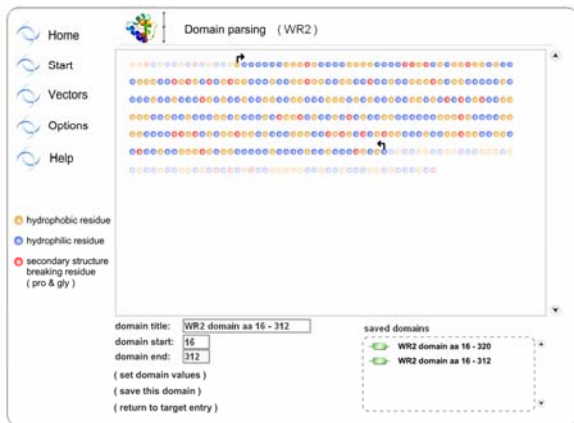 Domain parsing ( WR2 )
Home
Start
Vectors
Options
Help
hydrophobic residue
hydrophilic residue
secondary structure
breaking residue
( pro & gly )
domain title: WR2 domain aa 16 - 312
domain start: 16
domain end: 312
( set domain values )
( save this domain )
( return to target entry )
saved domains
WR2 domain aa 16 - 320
WR2 domain aa 16 - 312